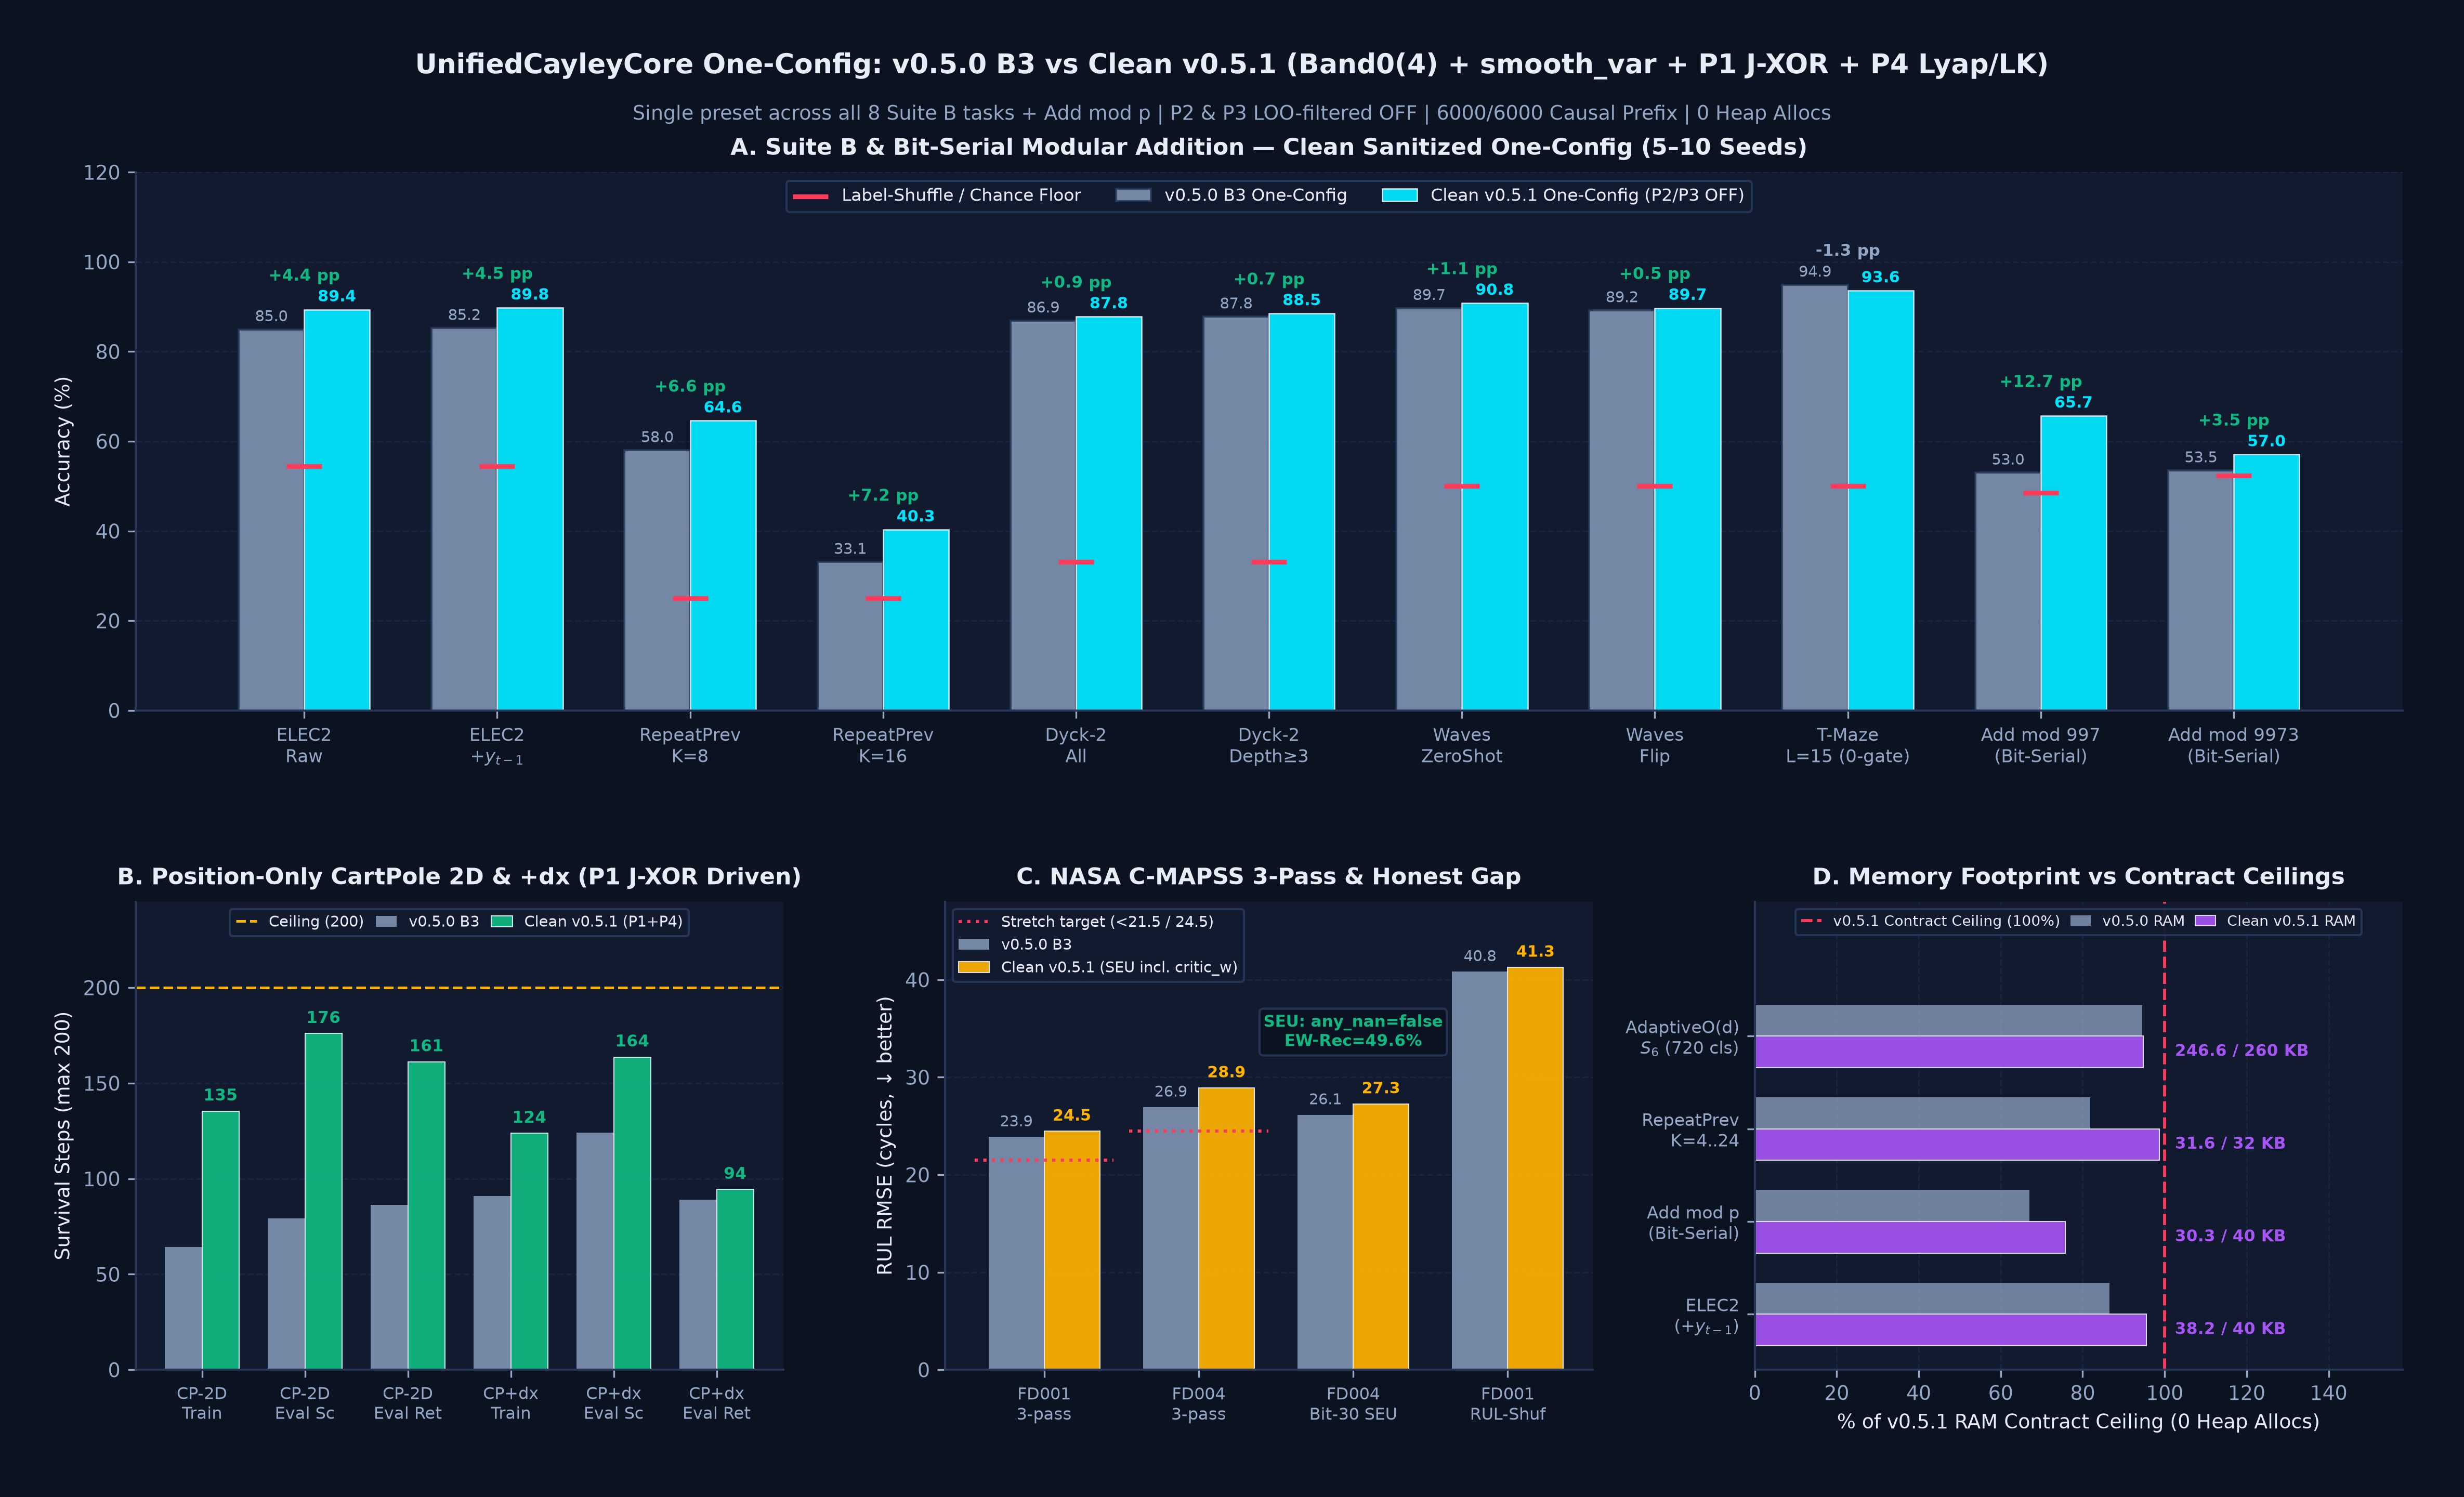 UnifiedCayleyCore One-Config: v0.5.0 B3 vs Clean v0.5.1 (Band0(4) + smooth_var + P1 J-XOR + P4 Lyap/LK)
Single preset across all 8 Suite B tasks + Add mod p | P2 & P3 LOO-filtered OFF | 6000/6000 Causal Prefix | 0 Heap Allocs
A. Suite B & Bit-Serial Modular Addition — Clean Sanitized One-Config (5–10 Seeds)
Label-Shuffle / Chance Floor
v0.5.0 B3 One-Config
Clean v0.5.1 One-Config (P2/P3 OFF)
Accuracy (%)
120
100
80
60
40
20
0
+4.4 pp
85.0
89.4
+4.5 pp
85.2
89.8
+6.6 pp
58.0
64.6
+7.2 pp
33.1
40.3
+0.9 pp
86.9
87.8
+0.7 pp
87.8
88.5
+1.1 pp
89.7
90.8
+0.5 pp
89.2
89.7
-1.3 pp
94.9
93.6
+12.7 pp
53.0
65.7
+3.5 pp
53.5
57.0
ELEC2
Raw
ELEC2
+yₜ₋₁
RepeatPrev
K=8
RepeatPrev
K=16
Dyck-2
All
Dyck-2
Depth≥3
Waves
ZeroShot
Waves
Flip
T-Maze
L=15 (0-gate)
Add mod 997
(Bit-Serial)
Add mod 9973
(Bit-Serial)
B. Position-Only CartPole 2D & +dx (P1 J-XOR Driven)
Ceiling (200)
v0.5.0 B3
Clean v0.5.1 (P1+P4)
Survival Steps (max 200)
200
150
100
50
0
135
176
161
124
164
94
CP-2D
Train
CP-2D
Eval Sc
CP-2D
Eval Ret
CP+dx
Train
CP+dx
Eval Sc
CP+dx
Eval Ret
C. NASA C-MAPSS 3-Pass & Honest Gap
Stretch target (<21.5 / 24.5)
v0.5.0 B3
Clean v0.5.1 (SEU incl. critic_w)
SEU: any_nan=false
EW-Rec=49.6%
RUL RMSE (cycles, ↓ better)
40
30
20
10
0
23.9
24.5
26.9
28.9
26.1
27.3
40.8
41.3
FD001
3-pass
FD004
3-pass
FD004
Bit-30 SEU
FD001
RUL-Shuf
D. Memory Footprint vs Contract Ceilings
v0.5.1 Contract Ceiling (100%)
v0.5.0 RAM
Clean v0.5.1 RAM
AdaptiveO(d)
S₆ (720 cls)
246.6 / 260 KB
RepeatPrev
K=4..24
31.6 / 32 KB
Add mod p
(Bit-Serial)
30.3 / 40 KB
ELEC2
(+yₜ₋₁)
38.2 / 40 KB
0
20
40
60
80
100
120
140
% of v0.5.1 RAM Contract Ceiling (0 Heap Allocs)